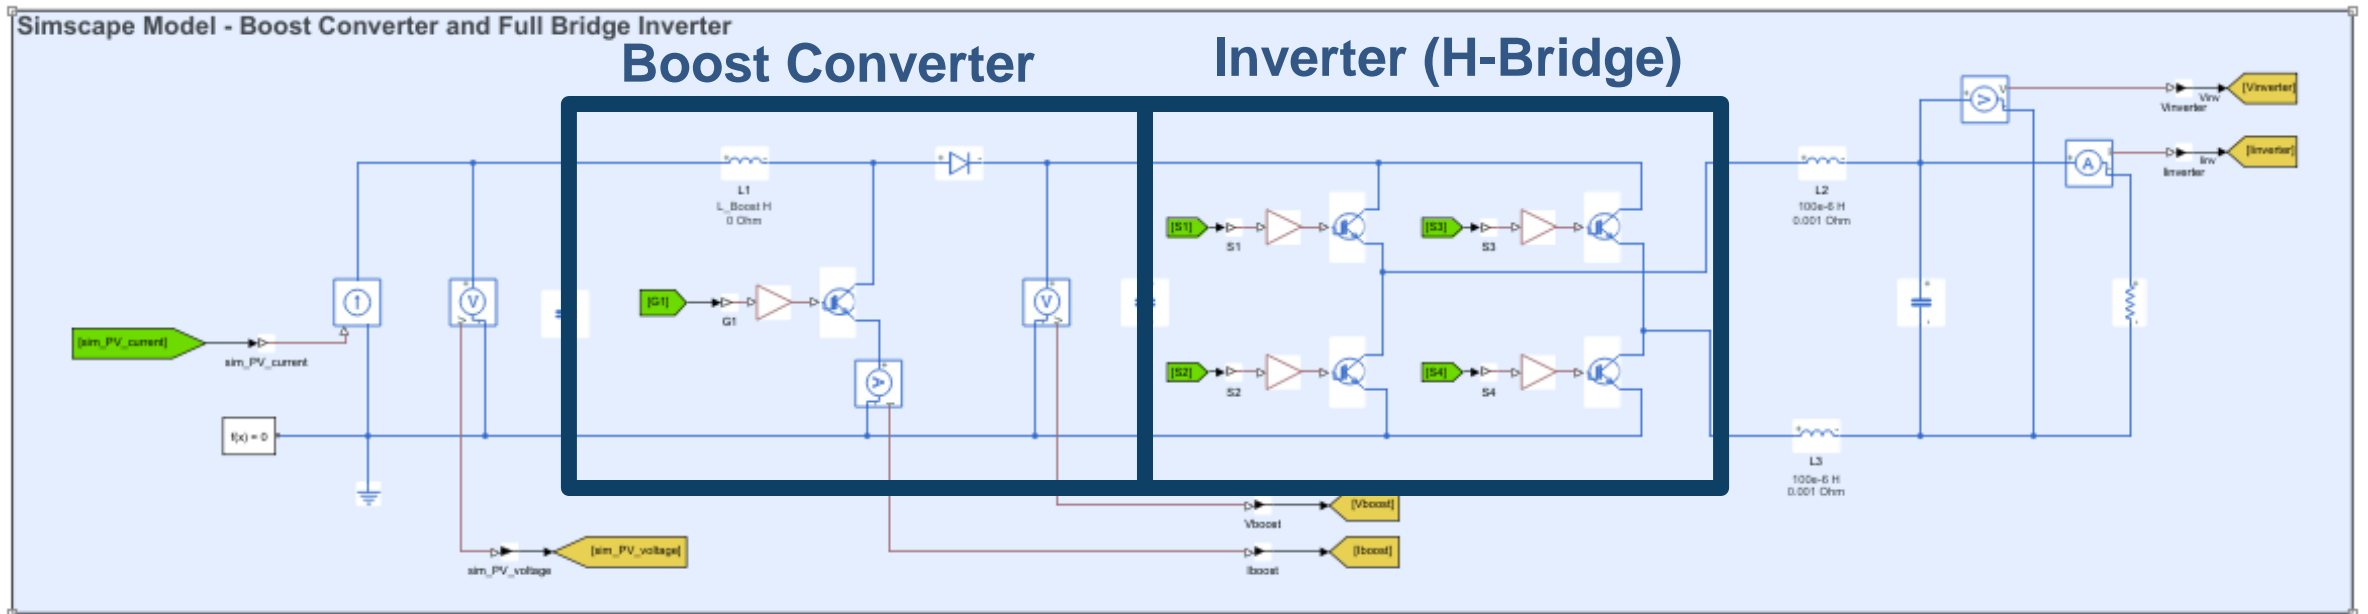 Simscape Model - Boost Converter and Full Bridge Inverter
Boost Converter
Inverter (H-Bridge)
[Vinverter]
Vinv
Vinverter
[Iinverter]
Iinv
Iinverter
L1
L_Boost H
0 Ohm
L2
100e-6 H
0.001 Ohm
[S1]
S1
[S3]
S3
[G1]
G1
V
V
A
A
V
[sim_PV_current]
sim_PV_current
[S2]
S2
[S4]
S4
f(x) = 0
L3
100e-6 H
0.001 Ohm
[Vboost]
Vboost
[sim_PV_voltage]
sim_PV_voltage
[Iboost]
Iboost